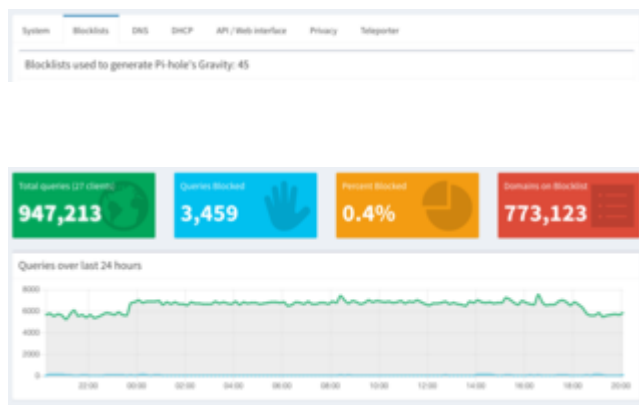 System Blocklists DNS DHCP API / Web interface Privacy Teleporter
Blocklists used to generate Pi-hole's Gravity: 45
Total queries (27 clients) Queries Blocked Percent Blocked Domains on Blocklist
947,213 3,459 0.4% 773,123
Queries over last 24 hours
8000
6000
4000
2000
0
22:00 00:00 02:00 04:00 06:00 08:00 10:00 12:00 14:00 16:00 18:00 20:00